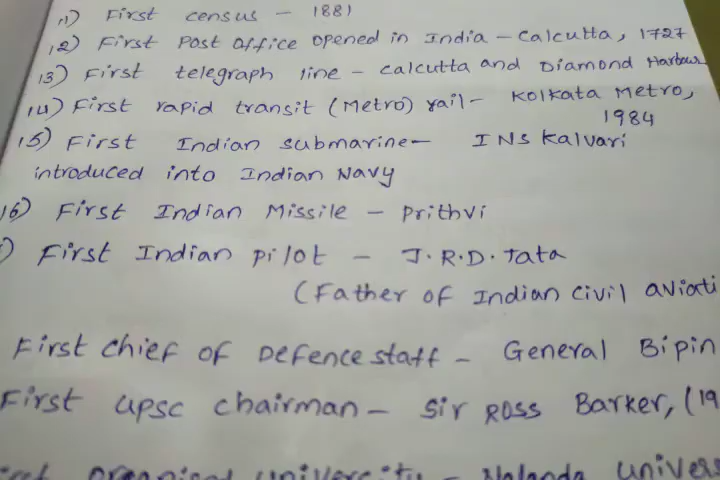 11) First census - 1881
12) First Post Office opened in India - Calcutta, 1727
13) First telegraph line - Calcutta and Diamond Harbour
14) First rapid transit (Metro) rail - Kolkata Metro,
1984
15) First Indian submarine - INS Kalvari
introduced into Indian Navy
16) First Indian Missile - Prithvi
) First Indian pilot - J.R.D. Tata
(Father of Indian civil aviati
First chief of Defence staff - General Bipin
First UPSC chairman - Sir Ross Barker, (19
university - Nalanda univers